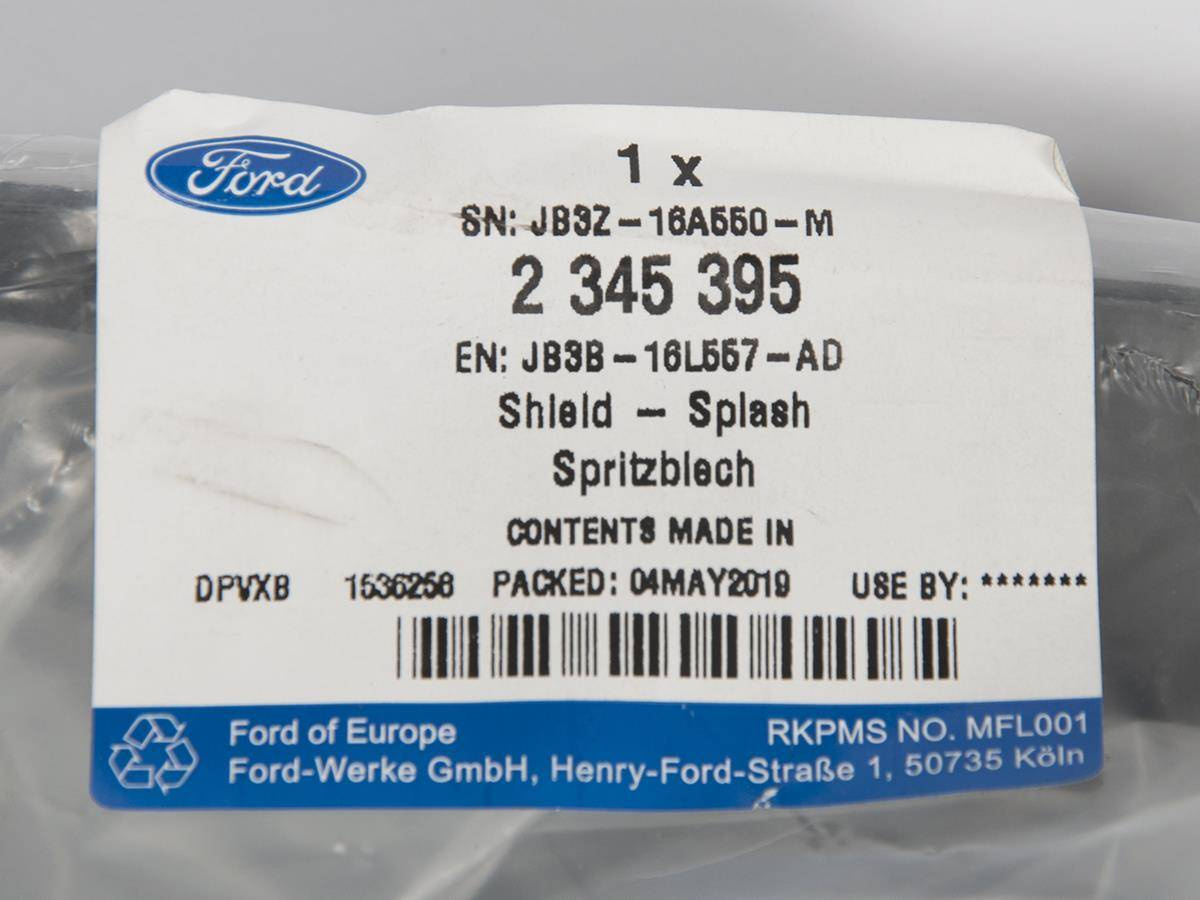 Ford
1 x
SN: JB3Z-16A550-M
2 345 395
EN: JB3B-16L557-AD
Shield - Splash
Spritzblech
CONTENTS MADE IN
DPVXB 1536256 PACKED: 04MAY2019 USE BY: *******
Ford of Europe RKPMS NO. MFL001
Ford-Werke GmbH, Henry-Ford-Straße 1, 50735 Köln